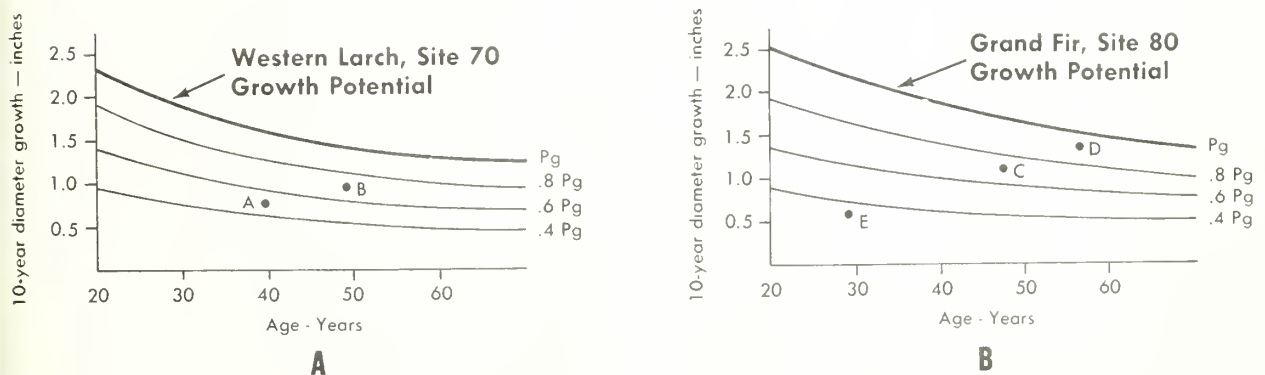 10-year diameter growth — inches
2.5
2.0
1.5
1.0
0.5
Western Larch, Site 70
Growth Potential
Pg
.8 Pg
.6 Pg
.4 Pg
A
B
20 30 40 50 60
Age - Years
A
10-year diameter growth — inches
2.5
2.0
1.5
1.0
0.5
Grand Fir, Site 80
Growth Potential
Pg
.8 Pg
.6 Pg
.4 Pg
D
C
E
20 30 40 50 60
Age - Years
B